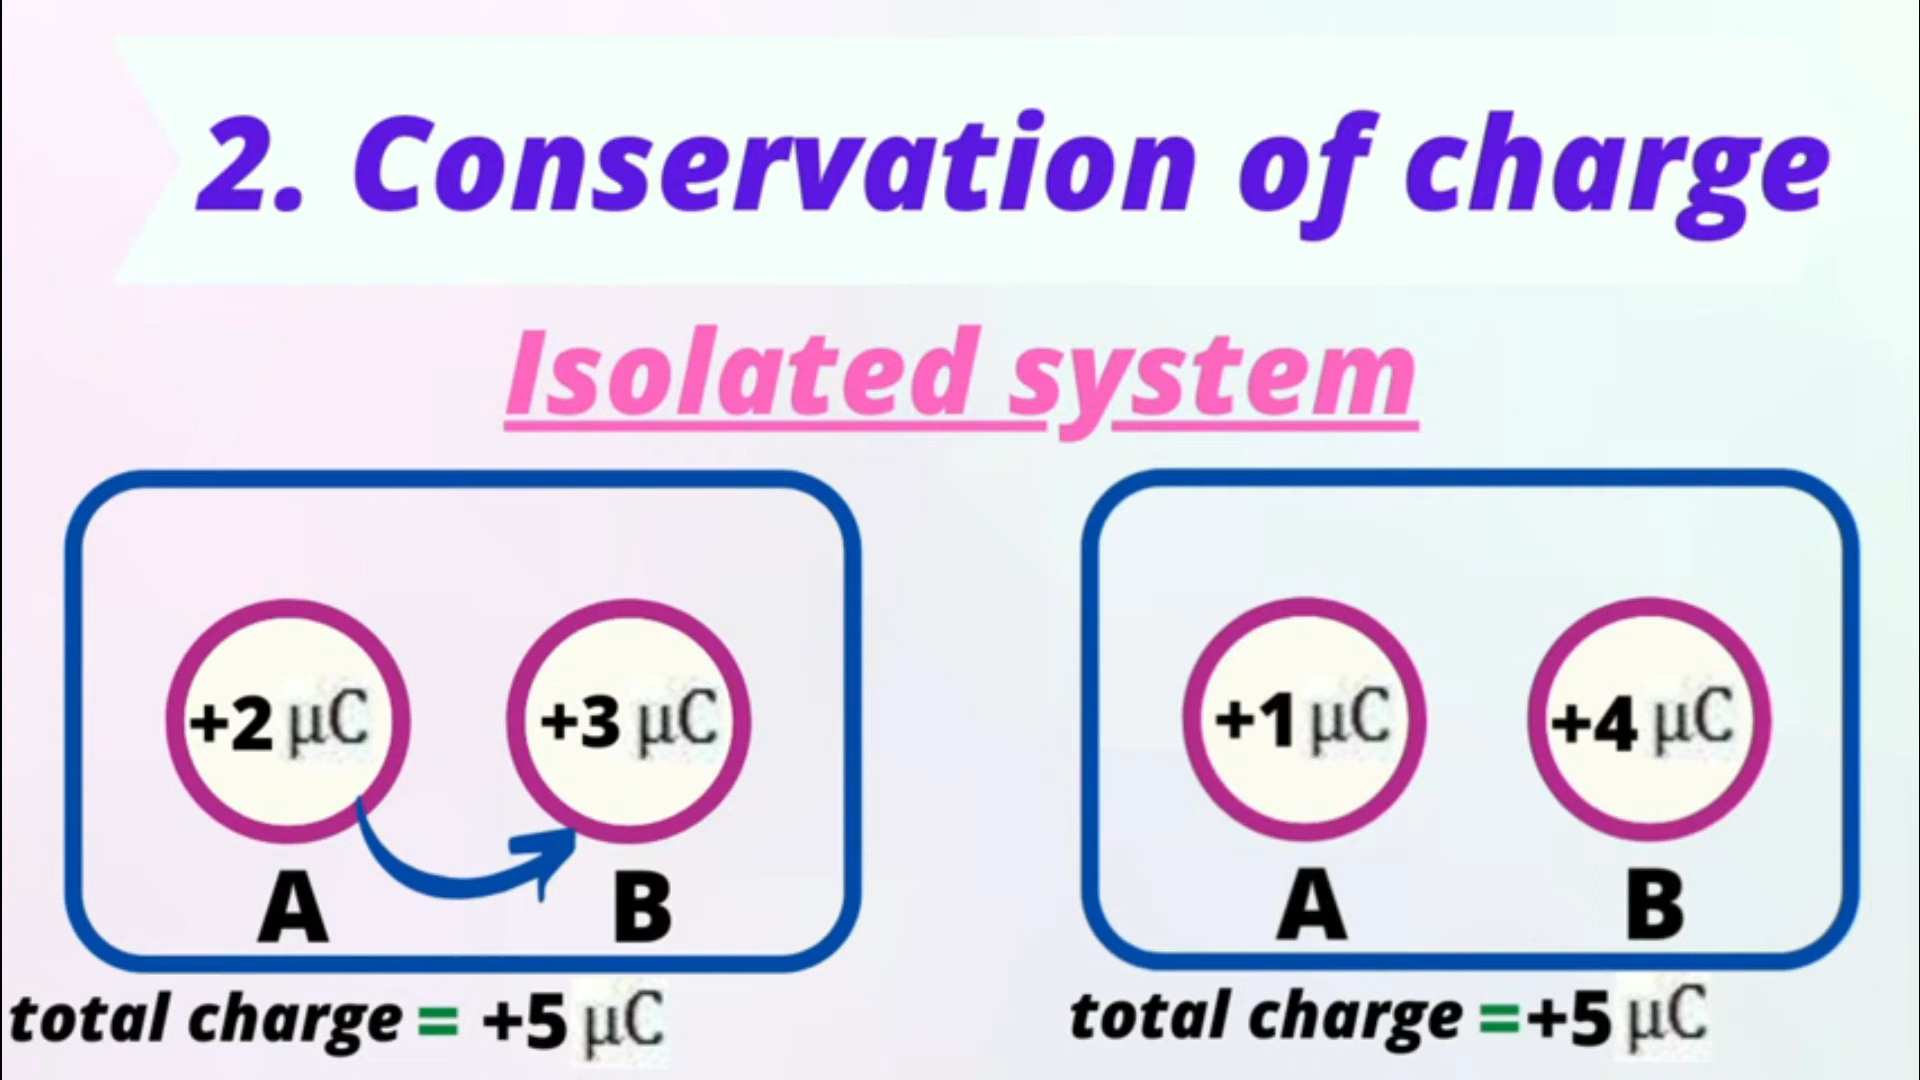 2. Conservation of charge
Isolated system
+2 μC +3 μC
A B
total charge = +5 μC
+1 μC +4 μC
A B
total charge =+5 μC